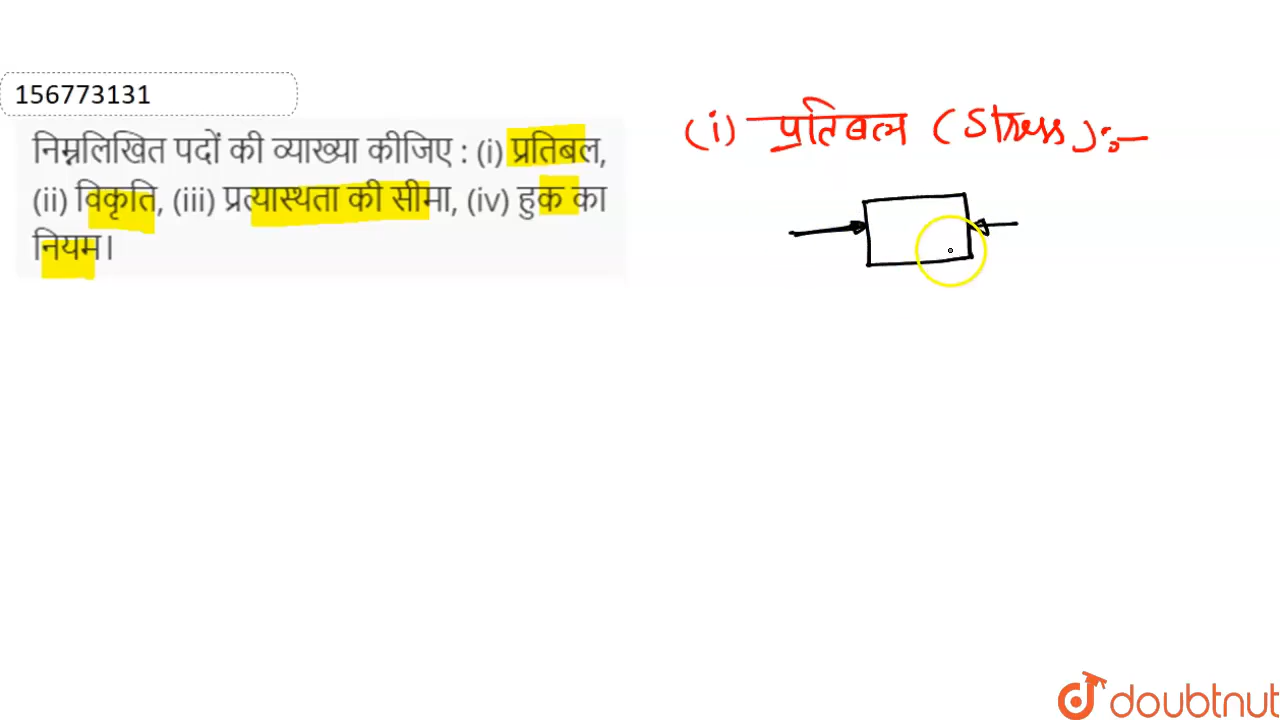 156773131
निम्नलिखित पदों की व्याख्या कीजिए : (i) प्रतिबल,
(ii) विकृति, (iii) प्रत्यास्थता की सीमा, (iv) हुक का
नियम।
(i) प्रतिबल (Stress) :-
doubtnut